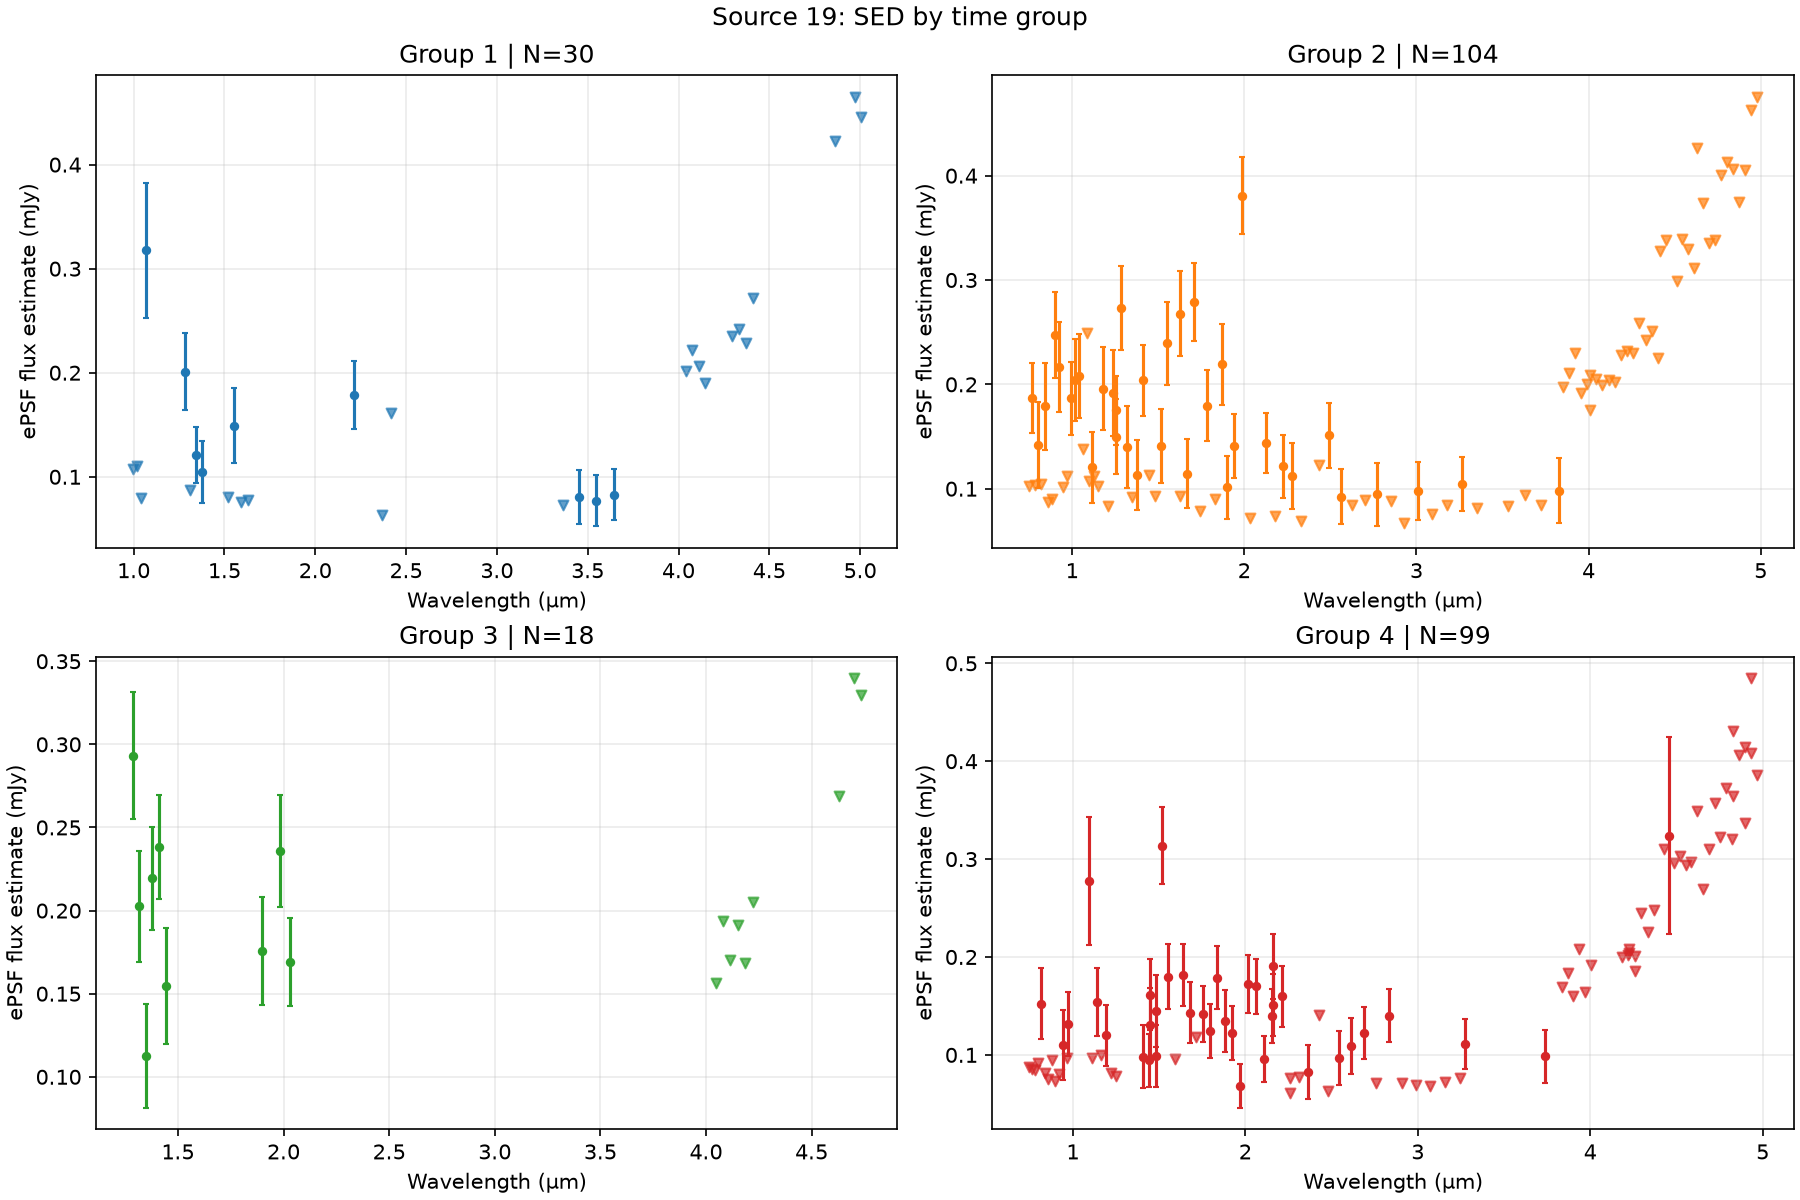 Source 19: SED by time group
Group 1 | N=30
ePSF flux estimate (mJy)
0.4
0.3
0.2
0.1
1.0 1.5 2.0 2.5 3.0 3.5 4.0 4.5 5.0
Wavelength (µm)
Group 2 | N=104
ePSF flux estimate (mJy)
0.4
0.3
0.2
0.1
1 2 3 4 5
Wavelength (µm)
Group 3 | N=18
ePSF flux estimate (mJy)
0.35
0.30
0.25
0.20
0.15
0.10
1.5 2.0 2.5 3.0 3.5 4.0 4.5
Wavelength (µm)
Group 4 | N=99
ePSF flux estimate (mJy)
0.5
0.4
0.3
0.2
0.1
1 2 3 4 5
Wavelength (µm)